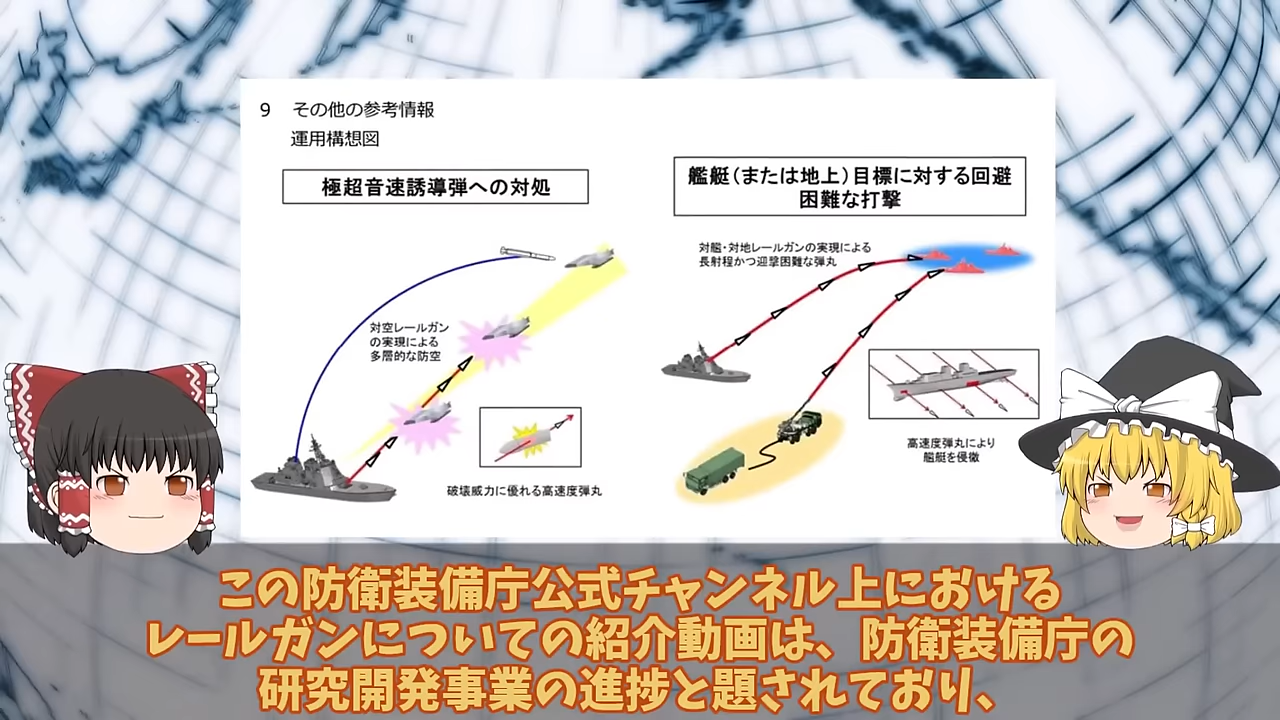 9 その他の参考情報
運用構想図
極超音速誘導弾への対処
対空レールガン
の実現による
多層的な防空
破壊威力に優れる高速度弾丸
艦艇(または地上)目標に対する回避
困難な打撃
対艦・対地レールガンの実現による
長射程かつ迎撃困難な弾丸
高速度弾丸により
艦艇を侵徹
この防衛装備庁公式チャンネル上における
レールガンについての紹介動画は、防衛装備庁の
研究開発事業の進捗と題されており、